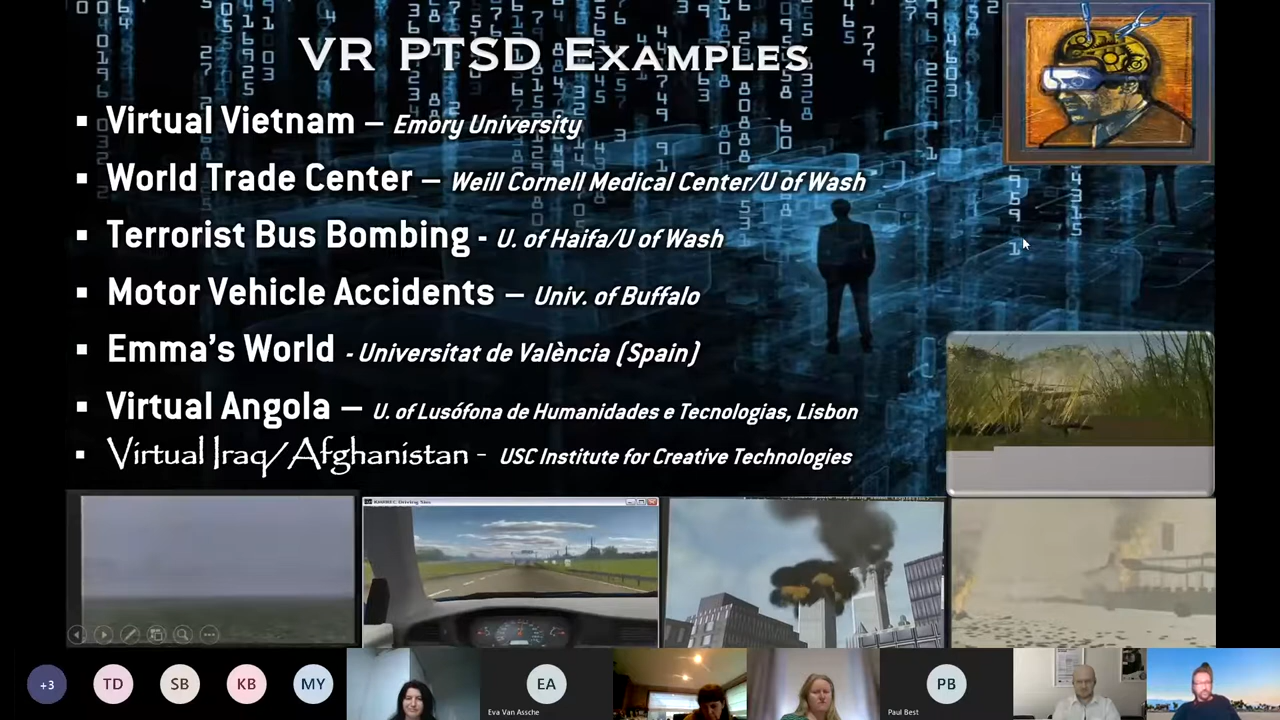 VR PTSD Examples
▪ Virtual Vietnam – Emory University
▪ World Trade Center – Weill Cornell Medical Center/U of Wash
▪ Terrorist Bus Bombing - U. of Haifa/U of Wash
▪ Motor Vehicle Accidents – Univ. of Buffalo
▪ Emma's World - Universitat de València (Spain)
▪ Virtual Angola – U. of Lusófona de Humanidades e Tecnologias, Lisbon
▪ Virtual Iraq/Afghanistan - USC Institute for Creative Technologies
+3
TD
SB
KB
MY
EA
Eva Van Assche
PB
Paul Best